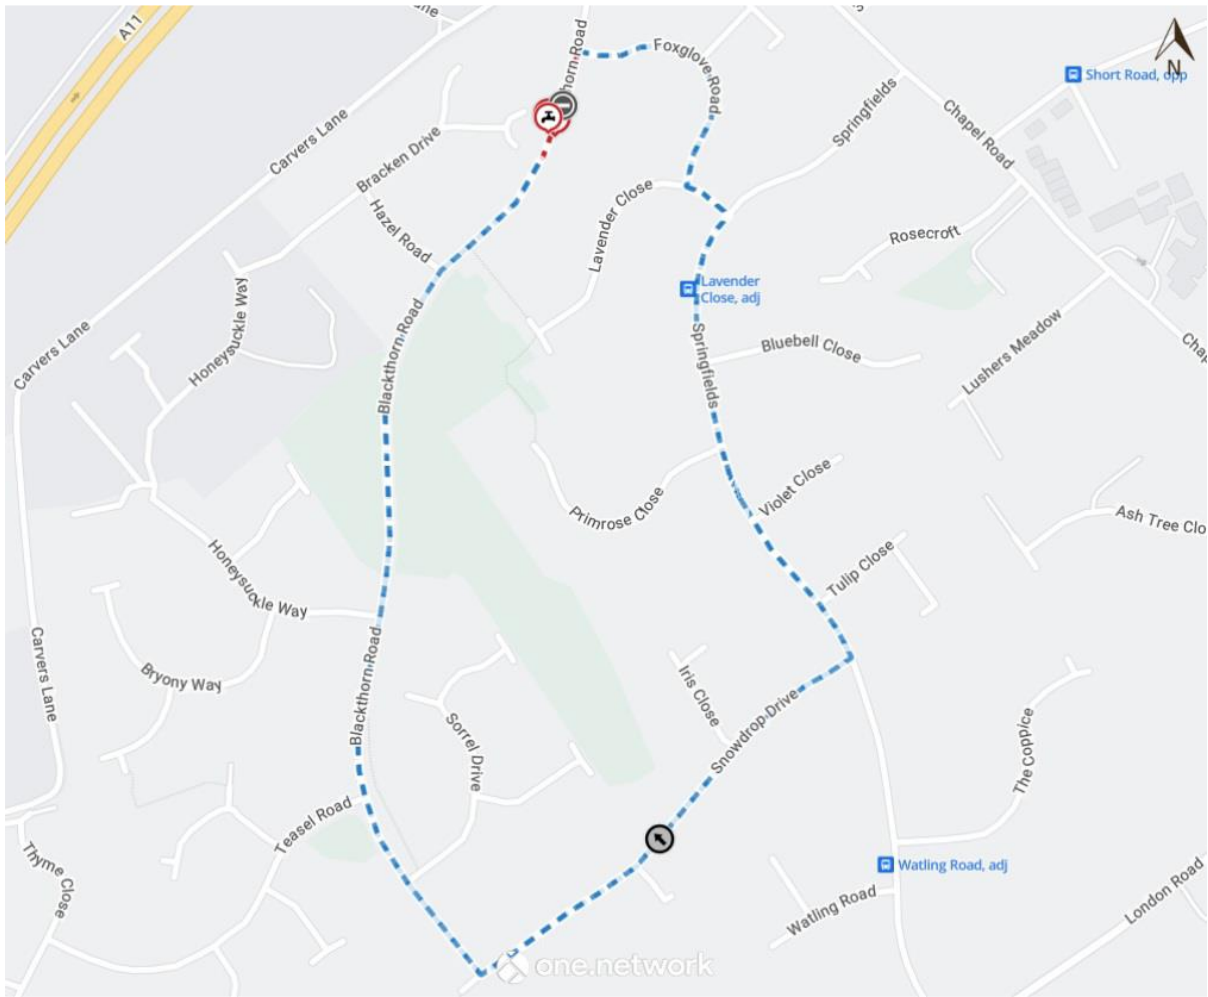 A11
Carvers Lane
thorn Road
Foxglove Road
Springfields
Chapel Road
Short Road, opp
N
Bracken Drive
Hazel Road
Lavender Close
Rosecroft
Lavender
Close, adj
Honeysuckle Way
Carvers Lane
Blackthorn Road
Springfields
Bluebell Close
Lushers Meadow
Chap
Primrose Close
Violet Close
Ash Tree Clo
Tulip Close
Honeysuckle Way
Carvers Lane
Bryony Way
Blackthorn Road
Iris Close
Snowdrop Drive
Sorrel Drive
The Coppice
Teasel Road
Thyme Close
Watling Road, adj
Watling Road
London Road
one.network